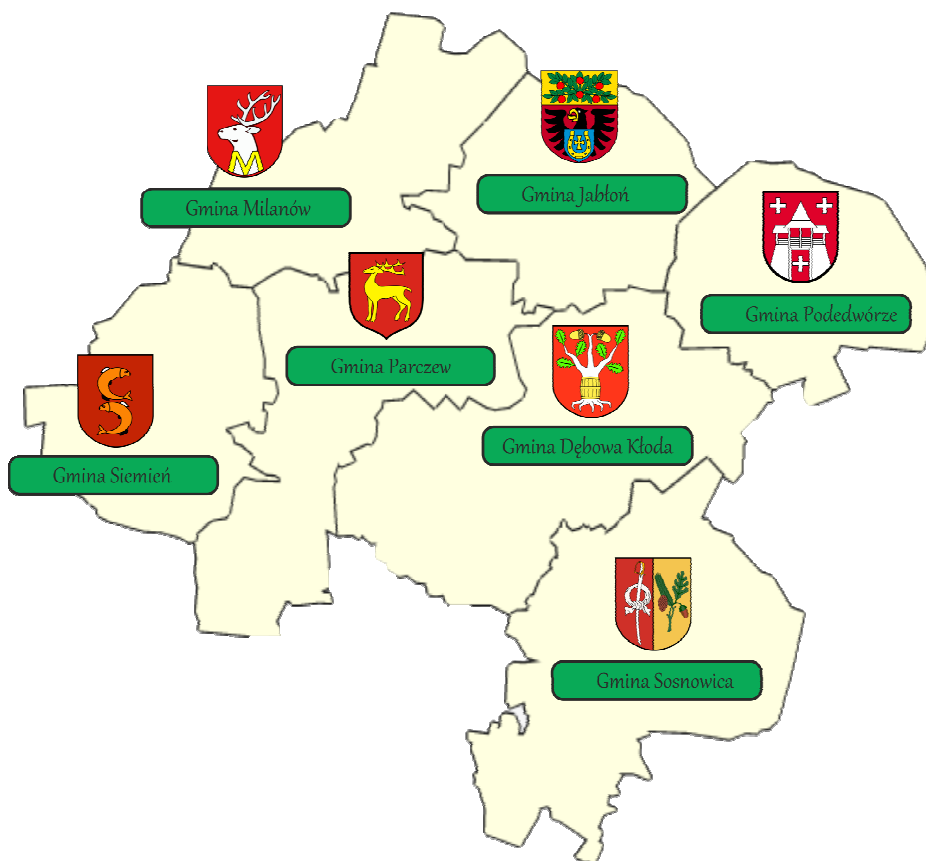 Gmina Milanów
Gmina Jabłoń
Gmina Podedwórze
Gmina Parczew
Gmina Dębowa Kłoda
Gmina Siemień
Gmina Sosnowica
M